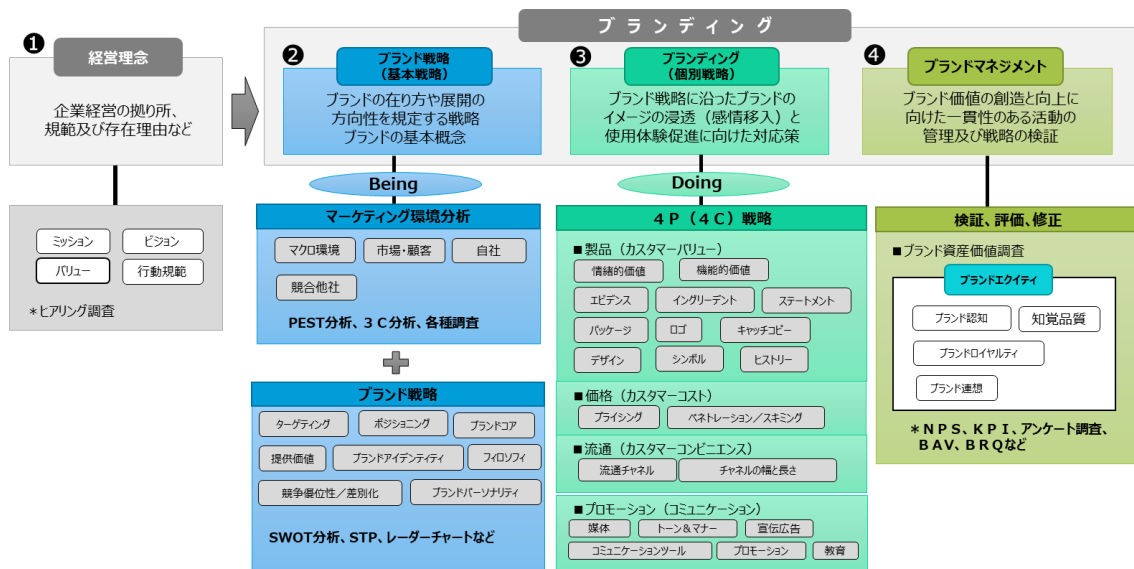 ブランディング
❶
経営理念
企業経営の拠り所、
規範及び存在理由など
ミッション
ビジョン
バリュー
行動規範
*ヒアリング調査
❷
ブランド戦略
(基本戦略)
ブランドの在り方や展開の
方向性を規定する戦略
ブランドの基本概念
Being
マーケティング環境分析
マクロ環境
市場・顧客
自社
競合他社
PEST分析、3C分析、各種調査
ブランド戦略
ターゲティング
ポジショニング
ブランドコア
提供価値
ブランドアイデンティティ
フィロソフィ
競争優位性/差別化
ブランドパーソナリティ
SWOT分析、STP、レーダーチャートなど
❸
ブランディング
(個別戦略)
ブランド戦略に沿ったブランドの
イメージの浸透(感情移入)と
使用体験促進に向けた対応策
Doing
4P(4C)戦略
■製品(カスタマーバリュー)
情緒的価値
機能的価値
エビデンス
イングリーデント
ステートメント
パッケージ
ロゴ
キャッチコピー
デザイン
シンボル
ヒストリー
■価格(カスタマーコスト)
プライシング
ペネトレーション/スキミング
■流通(カスタマーコンビニエンス)
流通チャネル
チャネルの幅と長さ
■プロモーション(コミュニケーション)
媒体
トーン&マナー
宣伝広告
コミュニケーションツール
プロモーション
教育
❹
ブランドマネジメント
ブランド価値の創造と向上に
向けた一貫性のある活動の
管理及び戦略の検証
検証、評価、修正
■ブランド資産価値調査
ブランドエクイティ
ブランド認知
知覚品質
ブランドロイヤルティ
ブランド連想
*NPS、KPI、アンケート調査、
BAV、BRQなど